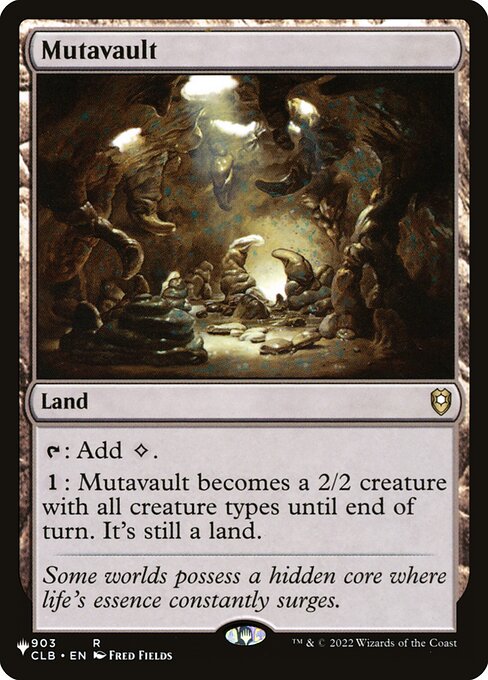 Mutavault
Land
: Add .
1 : Mutavault becomes a 2/2 creature
with all creature types until end of
turn. It's still a land.
Some worlds possess a hidden core where
life's essence constantly surges.
903 R
CLB • EN FRED FIELDS
™ & © 2022 Wizards of the Coast